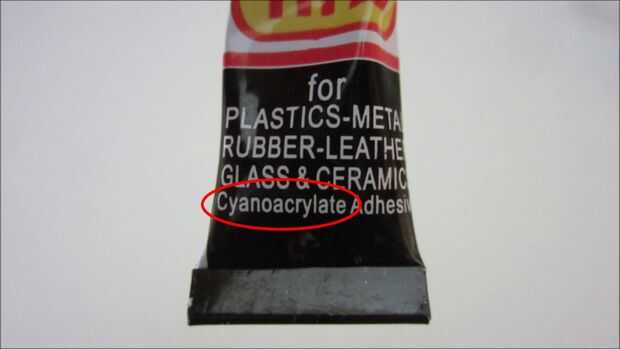 for
PLASTICS-META
RUBBER-LEATHE
GLASS & CERAMIC
Cyanoacrylate Adhesiv